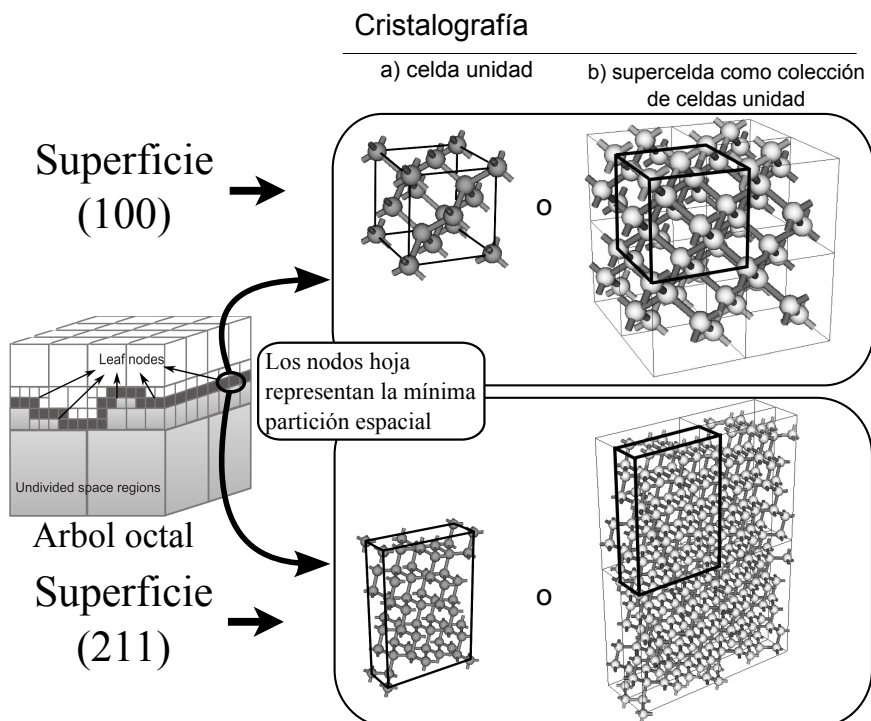 Cristalografía
a) celda unidad
b) supercelda como colección
de celdas unidad
Superficie
(100)
o
Leaf nodes
Undivided space regions
Arbol octal
Los nodos hoja
representan la mínima
partición espacial
Superficie
(211)
o